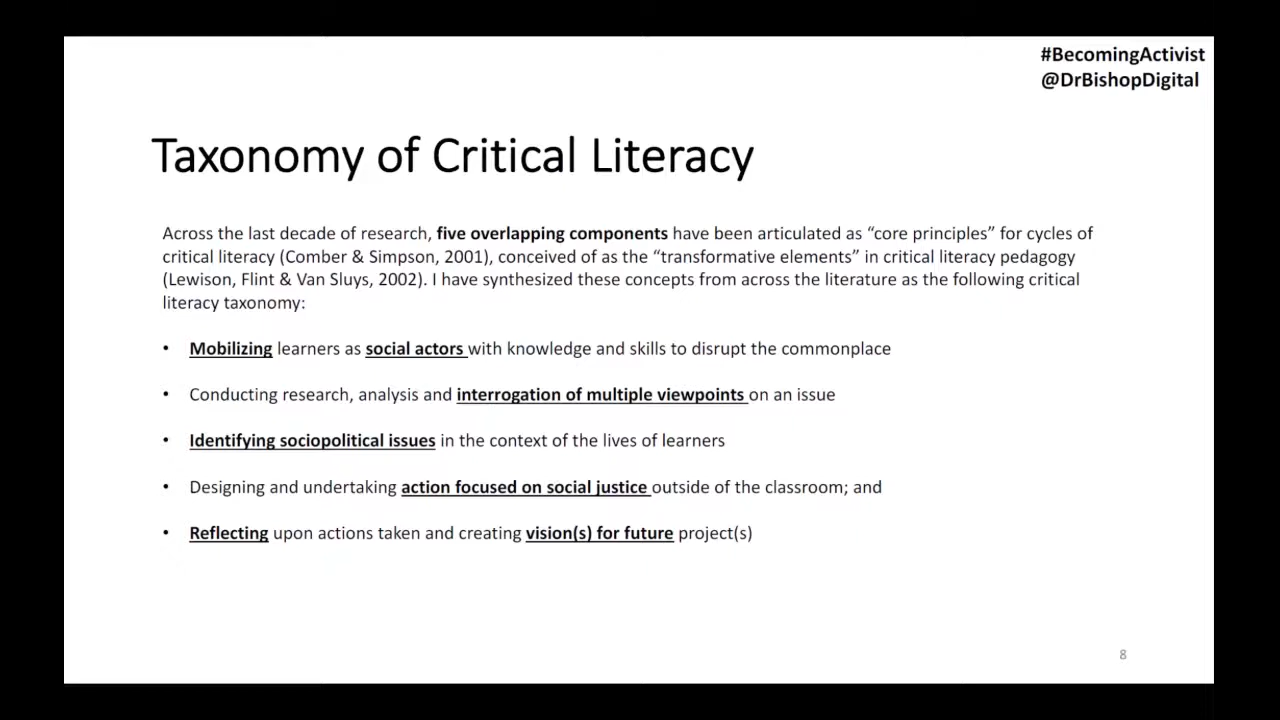 #BecomingActivist
@DrBishopDigital
Taxonomy of Critical Literacy
Across the last decade of research, five overlapping components have been articulated as “core principles” for cycles of
critical literacy (Comber & Simpson, 2001), conceived of as the “transformative elements” in critical literacy pedagogy
(Lewison, Flint & Van Sluys, 2002). I have synthesized these concepts from across the literature as the following critical
literacy taxonomy:
• Mobilizing learners as social actors with knowledge and skills to disrupt the commonplace
• Conducting research, analysis and interrogation of multiple viewpoints on an issue
• Identifying sociopolitical issues in the context of the lives of learners
• Designing and undertaking action focused on social justice outside of the classroom; and
• Reflecting upon actions taken and creating vision(s) for future project(s)
8